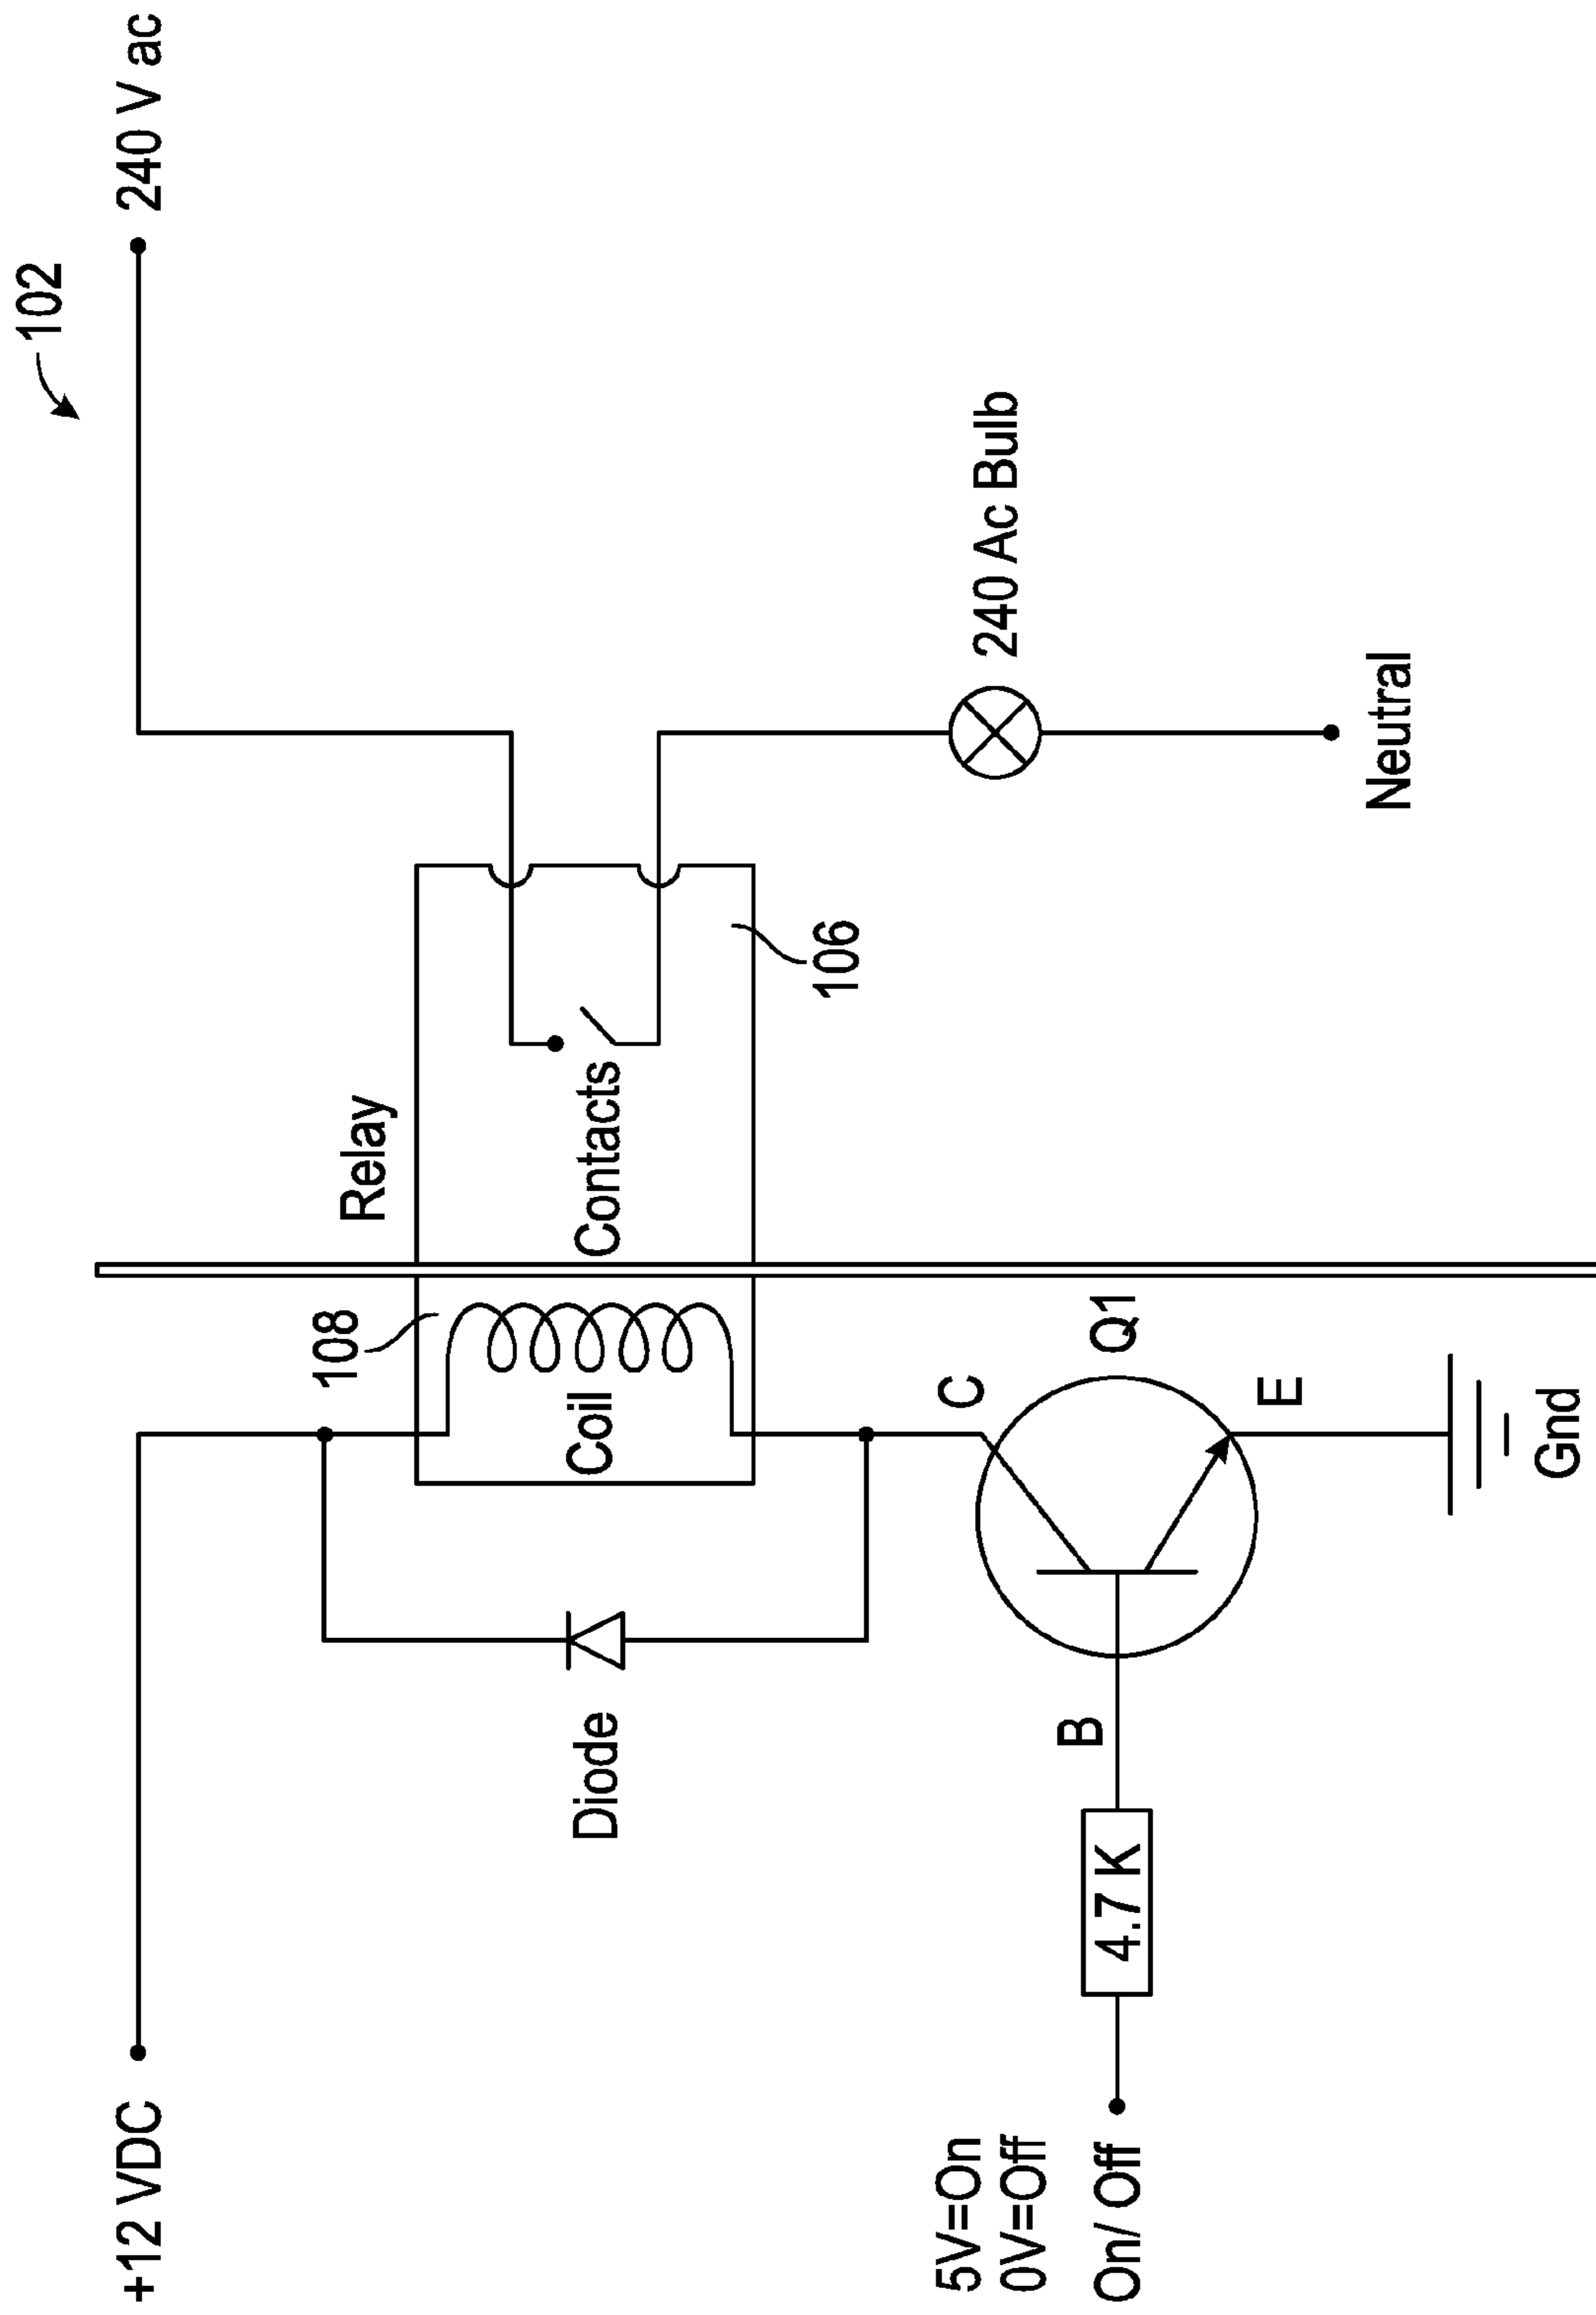 102
+12 VDC
240 V ac
108
Relay
Diode
Coil
Contacts
106
5V=On
0V=Off
On/ Off
4.7 K
B
C
Q1
E
240 Ac Bulb
Neutral
Gnd